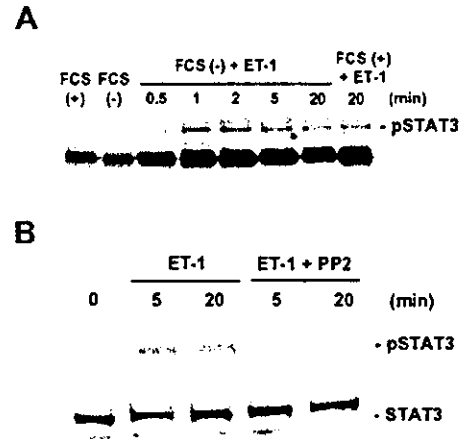 A
FCS (-) + ET-1
FCS (+)
+ ET-1
FCS FCS
(+) (-) 0.5 1 2 5 20 20 (min)
- pSTAT3
B
ET-1 ET-1 + PP2
0 5 20 5 20 (min)
- pSTAT3
- STAT3